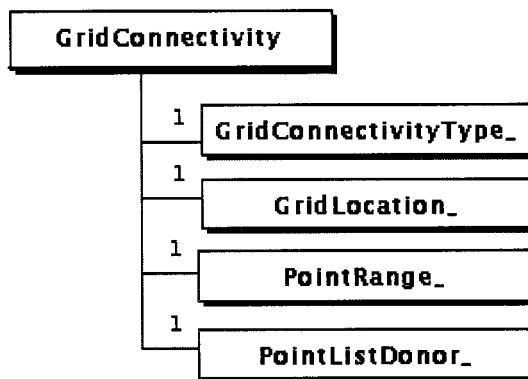 GridConnectivity
1
GridConnectivityType_
1
GridLocation_
1
PointRange_
1
PointListDonor_